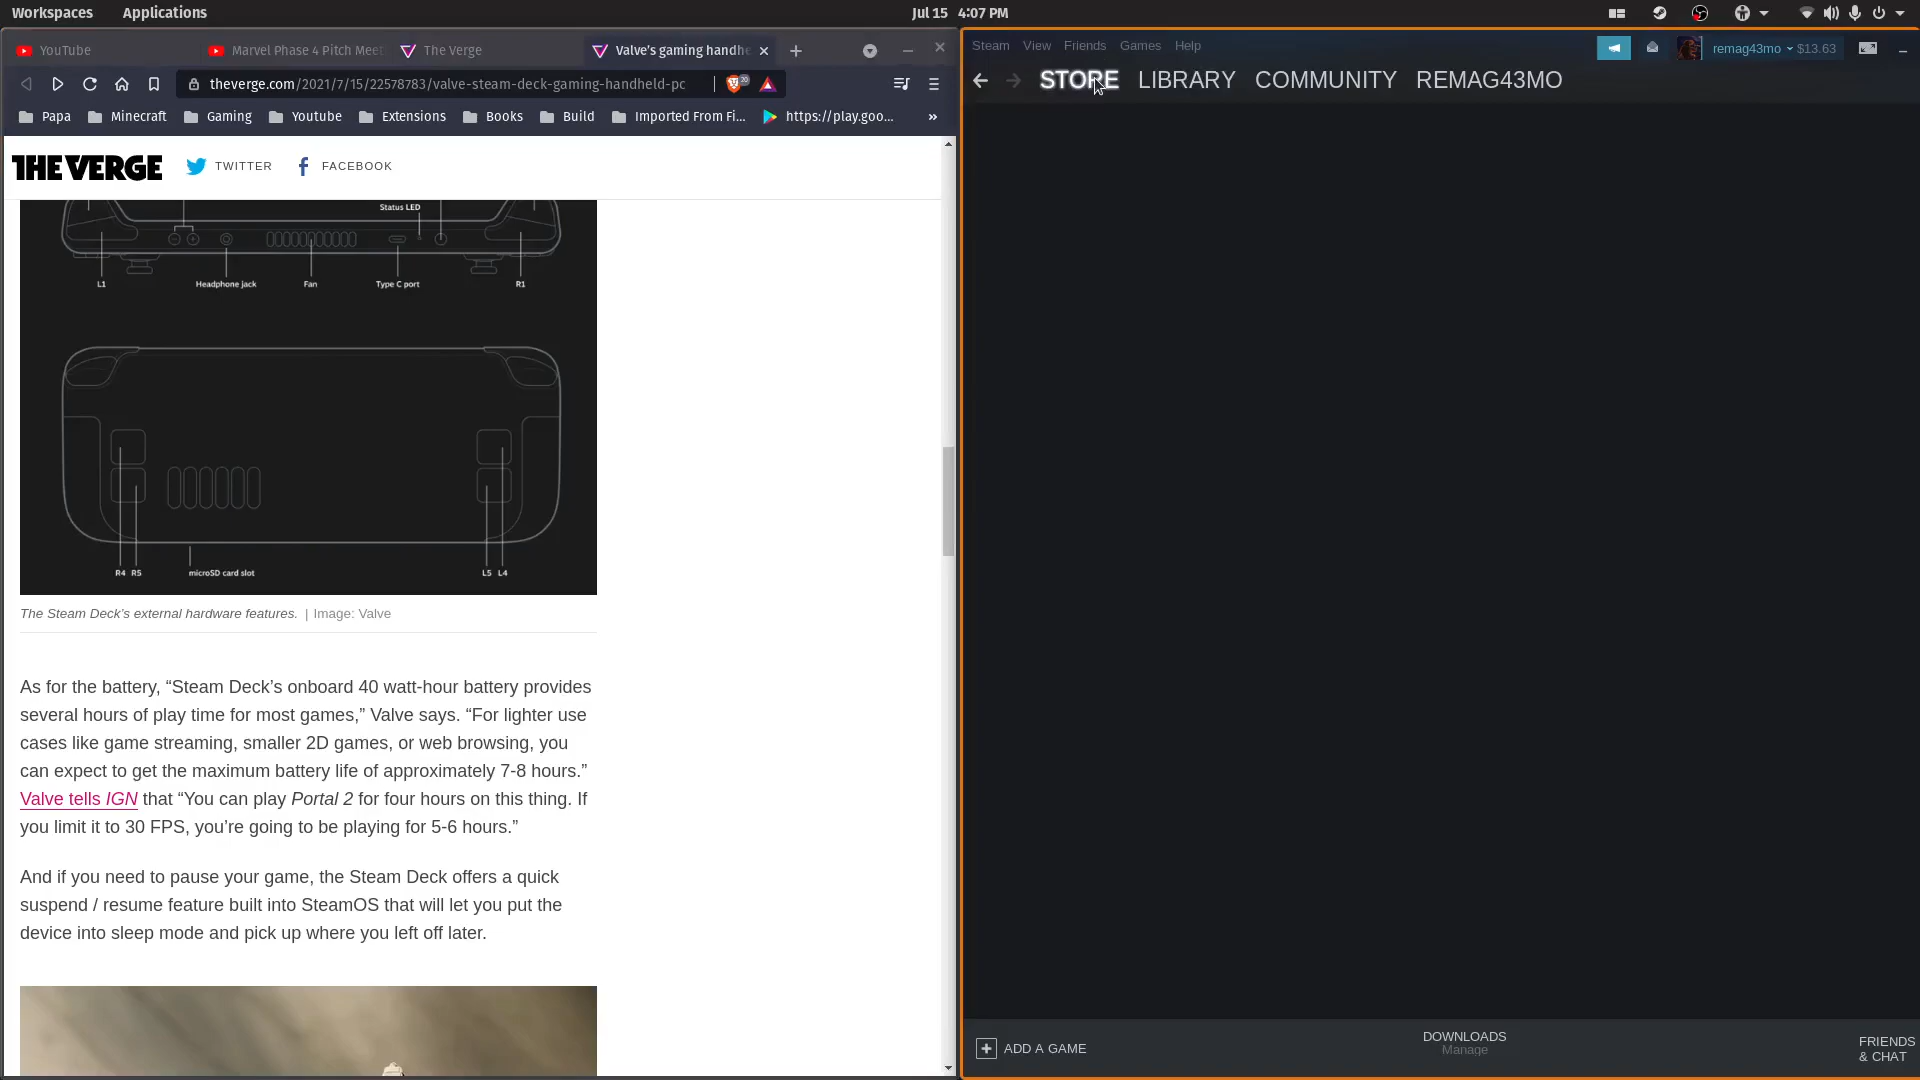 Workspaces Applications Jul 15 4:07 PM
YouTube Marvel Phase 4 Pitch Meet The Verge Valve's gaming handhe
theverge.com/2021/7/15/22578783/valve-steam-deck-gaming-handheld-pc 20
Papa Minecraft Gaming Youtube Extensions Books Build Imported From Fi... https://play.goo... »
THE VERGE TWITTER FACEBOOK
Status LED
L1 Headphone jack Fan Type C port R1
R4 R5 microSD card slot L5 L4
The Steam Deck's external hardware features. | Image: Valve
As for the battery, “Steam Deck’s onboard 40 watt-hour battery provides
several hours of play time for most games,” Valve says. “For lighter use
cases like game streaming, smaller 2D games, or web browsing, you
can expect to get the maximum battery life of approximately 7-8 hours.”
Valve tells IGN that “You can play Portal 2 for four hours on this thing. If
you limit it to 30 FPS, you’re going to be playing for 5-6 hours.”
And if you need to pause your game, the Steam Deck offers a quick
suspend / resume feature built into SteamOS that will let you put the
device into sleep mode and pick up where you left off later.
Steam View Friends Games Help remag43mo $13.63
STORE LIBRARY COMMUNITY REMAG43MO
ADD A GAME
DOWNLOADS
Manage
FRIENDS
& CHAT